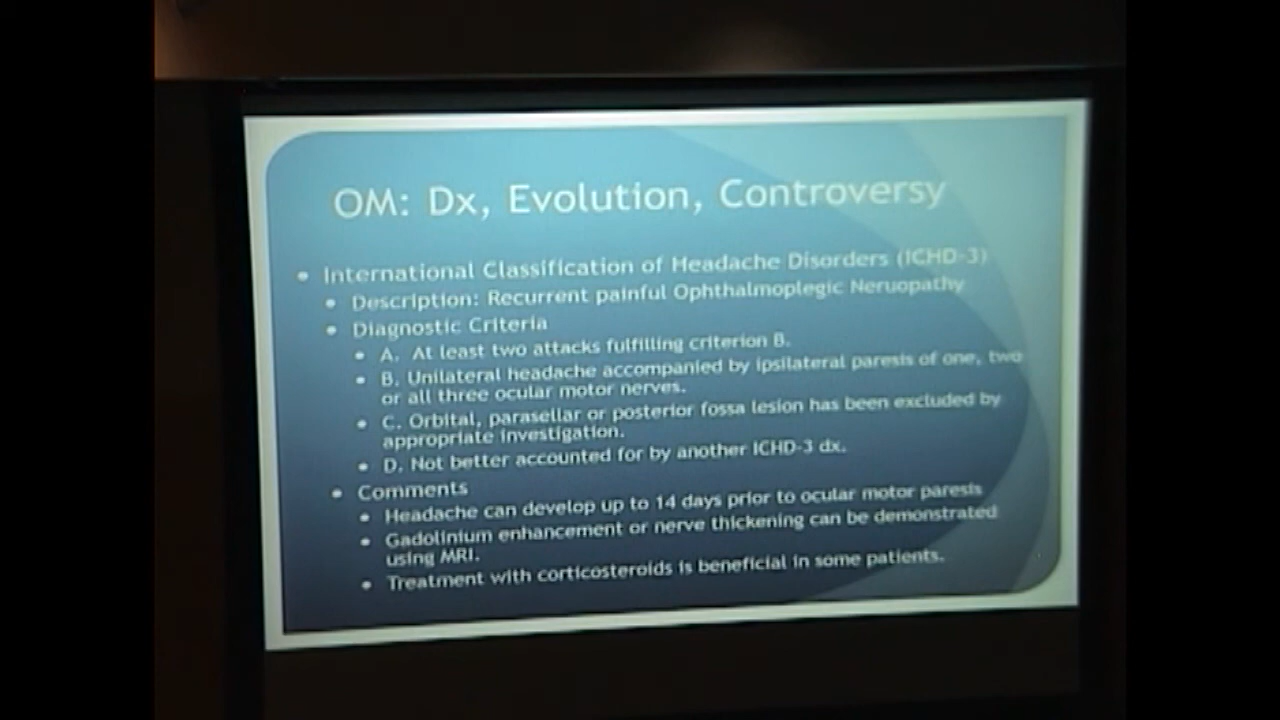 OM: Dx, Evolution, Controversy
• International Classification of Headache Disorders (ICHD-3)
• Description: Recurrent painful Ophthalmoplegic Neruopathy
• Diagnostic Criteria
• A. At least two attacks fulfilling criterion B.
• B. Unilateral headache accompanied by ipsilateral paresis of one, two
or all three ocular motor nerves.
• C. Orbital, parasellar or posterior fossa lesion has been excluded by
appropriate investigation.
• D. Not better accounted for by another ICHD-3 dx.
• Comments
• Headache can develop up to 14 days prior to ocular motor paresis
• Gadolinium enhancement or nerve thickening can be demonstrated
using MRI.
• Treatment with corticosteroids is beneficial in some patients.